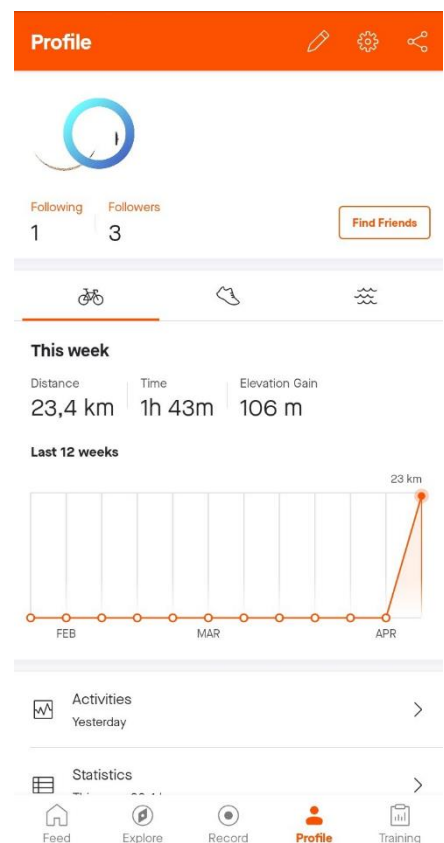 Profile
Following Followers
1 3
Find Friends
This week
Distance Time Elevation Gain
23,4 km 1h 43m 106 m
Last 12 weeks
23 km
FEB MAR APR
Activities
Yesterday
Statistics
Feed Explore Record Profile Training